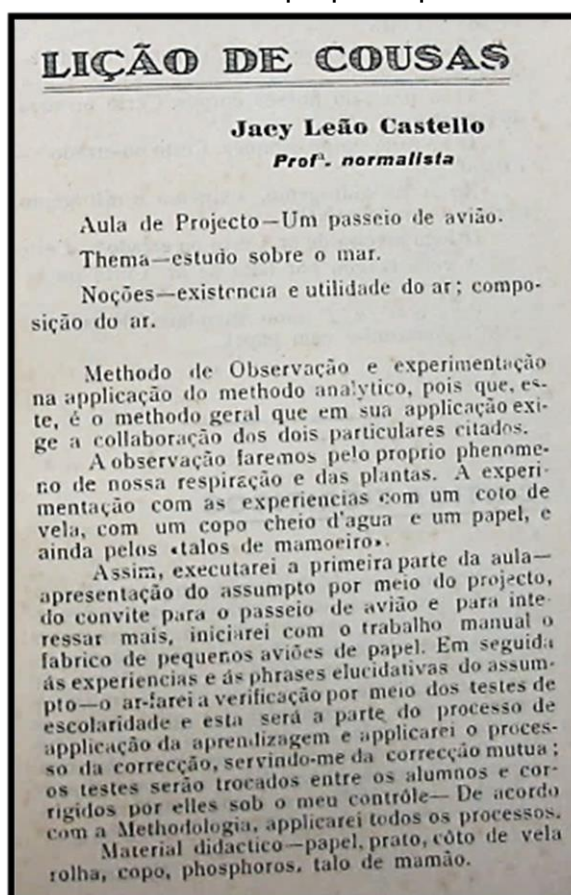 LIÇÃO DE COUSAS
Jacy Leão Castello
Profª. normalista
Aula de Projecto—Um passeio de avião.
Thema—estudo sobre o mar.
Noções—existencia e utilidade do ar; compo-
sição do ar.
Methodo de Observação e experimentação
na applicação do methodo analytico, pois que, es-
te, é o methodo geral que em sua applicação exi-
ge a collaboração dos dois particulares citados.
A observação faremos pelo proprio phenome-
no de nossa respiração e das plantas. A experi-
mentação com as experiencias com um coto de
vela, com um copo cheio d'agua e um papel, e
ainda pelos «talos de mamoeiro».
Assim, executarei a primeira parte da aula—
apresentação do assumpto por meio do projecto,
do convite para o passeio de avião e para inte-
ressar mais, iniciarei com o trabalho manual o
fabrico de pequenos aviões de papel. Em seguida
ás experiencias e ás phrases elucidativas do assum-
pto—o ar-farei a verificação por meio dos testes de
escolaridade e esta será a parte do processo de
applicação da aprendizagem e applicarei o proces-
so da correcção, servindo-me da correcção mutua;
os testes serão trocados entre os alumnos e cor-
rigidos por elles sob o meu contrôle— De acordo
com a Methodologia, applicarei todos os processos.
Material didactico—papel, prato, côto de vela
rolha, copo, phosphoros, talo de mamão.